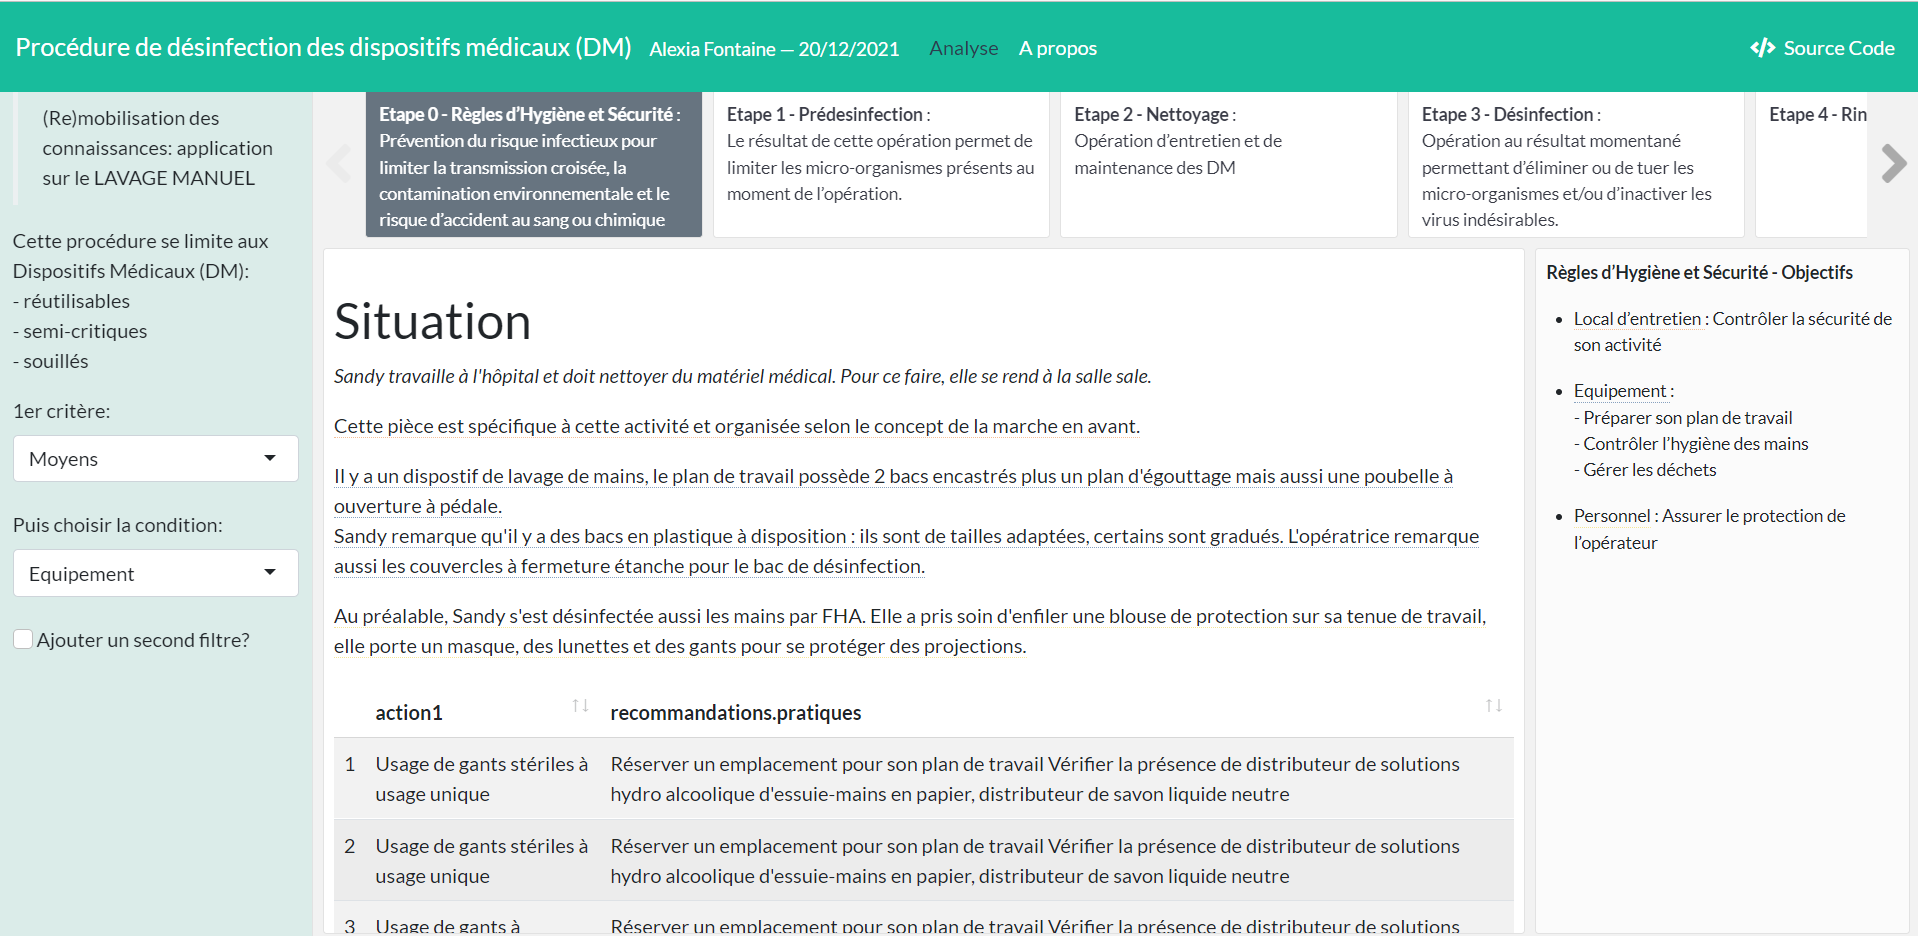 Procédure de désinfection des dispositifs médicaux (DM) Alexia Fontaine — 20/12/2021 Analyse A propos Source Code
(Re)mobilisation des
connaissances: application
sur le LAVAGE MANUEL
Cette procédure se limite aux
Dispositifs Médicaux (DM):
- réutilisables
- semi-critiques
- souillés
1er critère:
Moyens
Puis choisir la condition:
Equipement
Ajouter un second filtre?
Etape 0 - Règles d’Hygiène et Sécurité :
Prévention du risque infectieux pour
limiter la transmission croisée, la
contamination environnementale et le
risque d’accident au sang ou chimique
Etape 1 - Prédesinfection :
Le résultat de cette opération permet de
limiter les micro-organismes présents au
moment de l’opération.
Etape 2 - Nettoyage :
Opération d’entretien et de
maintenance des DM
Etape 3 - Désinfection :
Opération au résultat momentané
permettant d’éliminer ou de tuer les
micro-organismes et/ou d’inactiver les
virus indésirables.
Etape 4 - Rin
Situation
Sandy travaille à l'hôpital et doit nettoyer du matériel médical. Pour ce faire, elle se rend à la salle sale.
Cette pièce est spécifique à cette activité et organisée selon le concept de la marche en avant.
Il y a un dispostif de lavage de mains, le plan de travail possède 2 bacs encastrés plus un plan d'égouttage mais aussi une poubelle à
ouverture à pédale.
Sandy remarque qu'il y a des bacs en plastique à disposition : ils sont de tailles adaptées, certains sont gradués. L'opératrice remarque
aussi les couvercles à fermeture étanche pour le bac de désinfection.
Au préalable, Sandy s'est désinfectée aussi les mains par FHA. Elle a pris soin d'enfiler une blouse de protection sur sa tenue de travail,
elle porte un masque, des lunettes et des gants pour se protéger des projections.
action1 recommandations.pratiques
1 Usage de gants stériles à Réserver un emplacement pour son plan de travail Vérifier la présence de distributeur de solutions
usage unique hydro alcoolique d'essuie-mains en papier, distributeur de savon liquide neutre
2 Usage de gants stériles à Réserver un emplacement pour son plan de travail Vérifier la présence de distributeur de solutions
usage unique hydro alcoolique d'essuie-mains en papier, distributeur de savon liquide neutre
3 Usage de gants à Réserver un emplacement pour son plan de travail Vérifier la présence de distributeur de solutions
Règles d’Hygiène et Sécurité - Objectifs
• Local d’entretien : Contrôler la sécurité de
son activité
• Equipement :
- Préparer son plan de travail
- Contrôler l’hygiène des mains
- Gérer les déchets
• Personnel : Assurer le protection de
l’opérateur